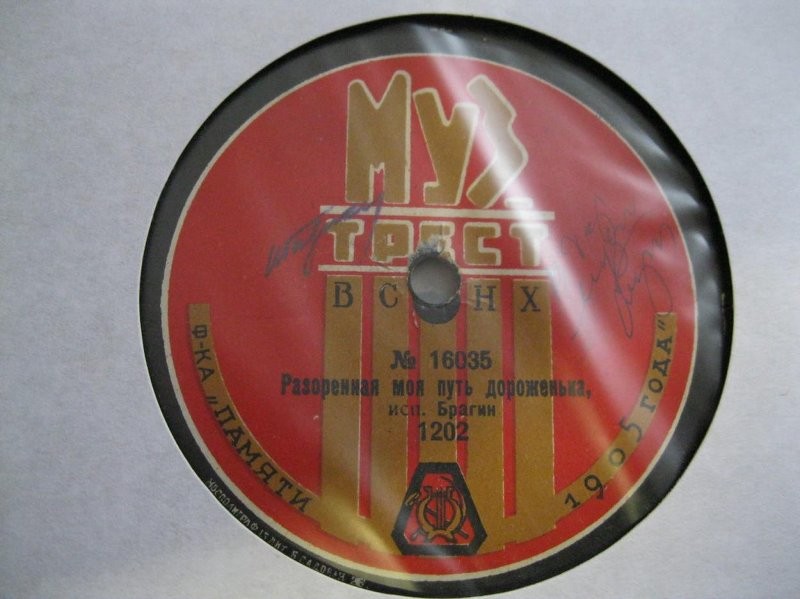 МУЗ
ТРЕСТ
ВСНХ
№ 16035
Разоренная моя путь дороженька,
исп. Брагин
1202
Ф-КА „ПАМЯТИ
1905 ГОДА"